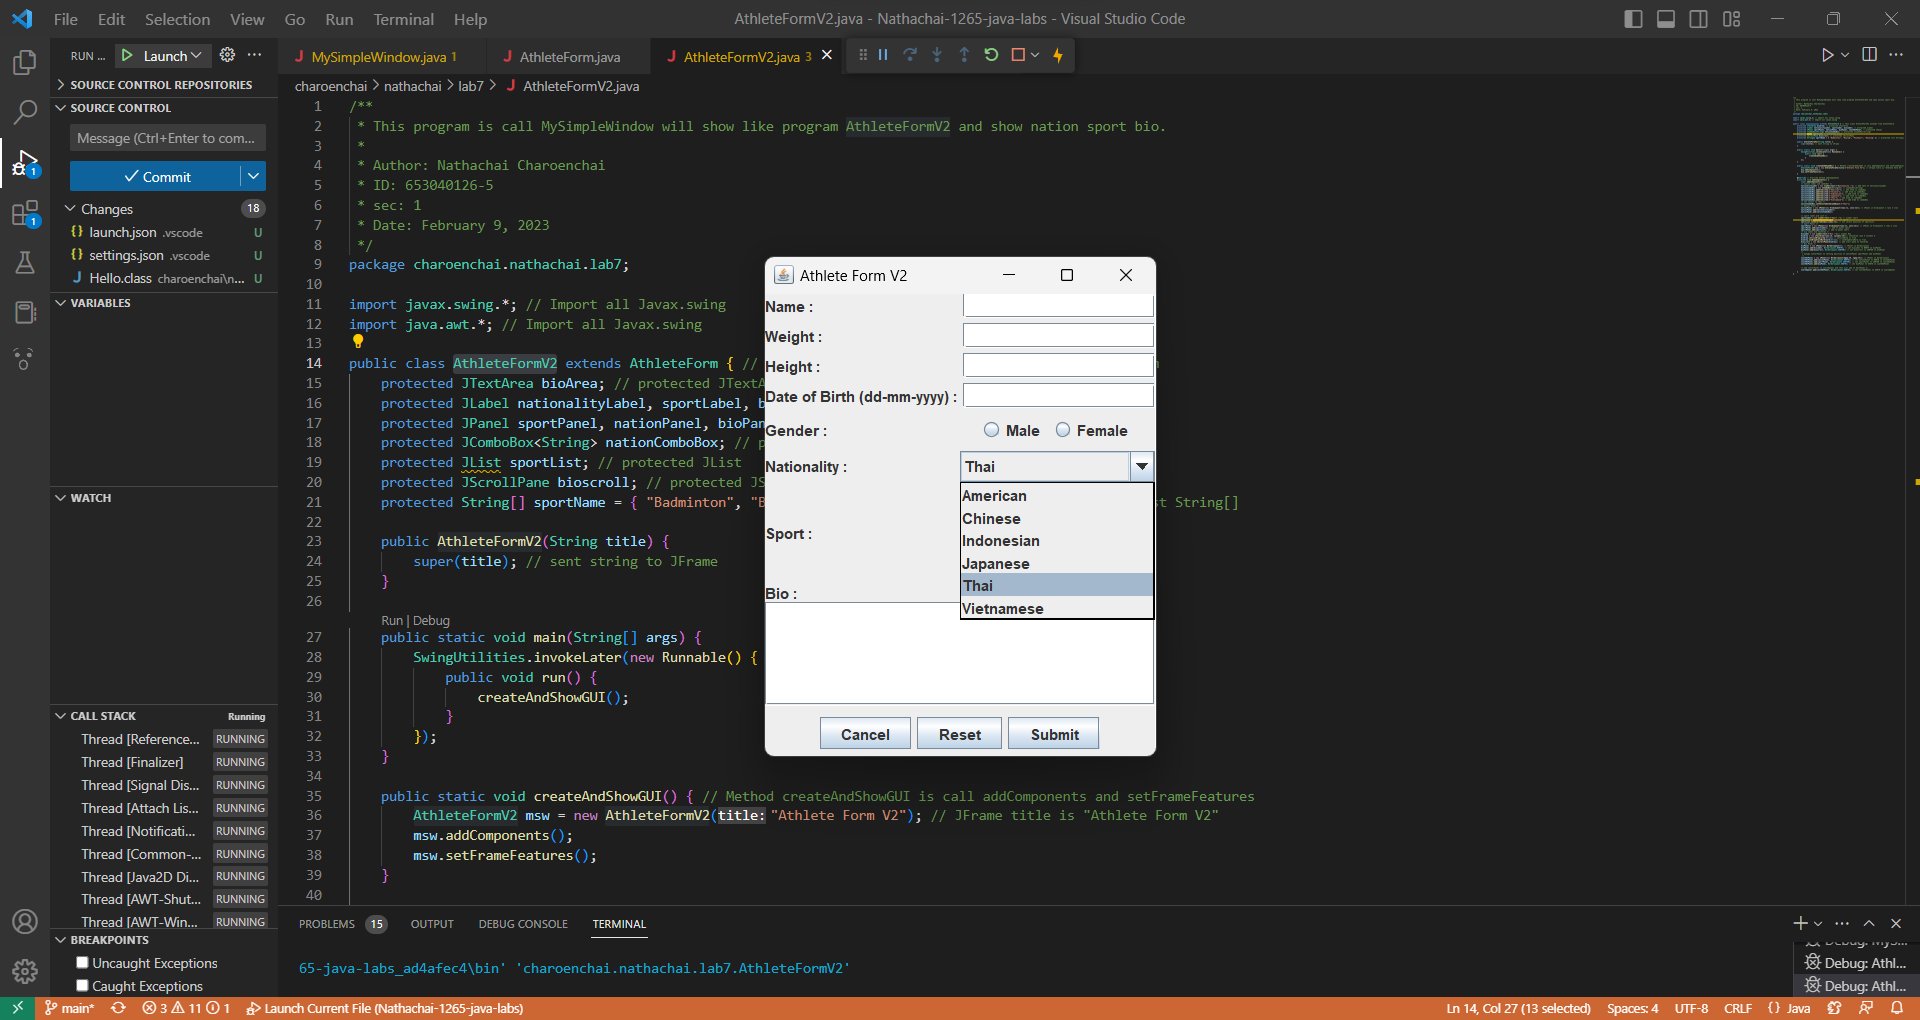 File Edit Selection View Go Run Terminal Help
AthleteFormV2.java - Nathachai-1265-java-labs - Visual Studio Code
RUN ... Launch
MySimpleWindow.java 1
AthleteForm.java
AthleteFormV2.java 3
SOURCE CONTROL REPOSITORIES
SOURCE CONTROL
Message (Ctrl+Enter to com...
Commit
Changes 18
launch.json .vscode U
settings.json .vscode U
Hello.class charoenchai\n... U
VARIABLES
WATCH
CALL STACK Running
Thread [Reference... RUNNING
Thread [Finalizer] RUNNING
Thread [Signal Dis... RUNNING
Thread [Attach Lis... RUNNING
Thread [Notificati... RUNNING
Thread [Common-... RUNNING
Thread [Java2D Di... RUNNING
Thread [AWT-Shut... RUNNING
Thread [AWT-Win... RUNNING
BREAKPOINTS
Uncaught Exceptions
Caught Exceptions
1
1
charoenchai > nathachai > lab7 > AthleteFormV2.java
1 /**
2 * This program is call MySimpleWindow will show like program AthleteFormV2 and show nation sport bio.
3 *
4 * Author: Nathachai Charoenchai
5 * ID: 653040126-5
6 * sec: 1
7 * Date: February 9, 2023
8 */
9 package charoenchai.nathachai.lab7;
10
11 import javax.swing.*; // Import all Javax.swing
12 import java.awt.*; // Import all Javax.swing
13
14 public class AthleteFormV2 extends AthleteForm { //
15 protected JTextArea bioArea; // protected JTextA
16 protected JLabel nationalityLabel, sportLabel, b
17 protected JPanel sportPanel, nationPanel, bioPan
18 protected JComboBox<String> nationComboBox; // p
19 protected JList sportList; // protected JList
20 protected JScrollPane bioscroll; // protected JS
21 protected String[] sportName = { "Badminton", "B st String[]
22
23 public AthleteFormV2(String title) {
24 super(title); // sent string to JFrame
25 }
26
Run | Debug
27 public static void main(String[] args) {
28 SwingUtilities.invokeLater(new Runnable() {
29 public void run() {
30 createAndShowGUI();
31 }
32 });
33 }
34
35 public static void createAndShowGUI() { // Method createAndShowGUI is call addComponents and setFrameFeatures
36 AthleteFormV2 msw = new AthleteFormV2(title: "Athlete Form V2"); // JFrame title is "Athlete Form V2"
37 msw.addComponents();
38 msw.setFrameFeatures();
39 }
40
Athlete Form V2
Name :
Weight :
Height :
Date of Birth (dd-mm-yyyy) :
Gender : Male Female
Nationality : Thai
American
Chinese
Indonesian
Japanese
Thai
Vietnamese
Sport :
Bio :
Cancel Reset Submit
PROBLEMS 15 OUTPUT DEBUG CONSOLE TERMINAL
65-java-labs_ad4afec4\bin' 'charoenchai.nathachai.lab7.AthleteFormV2'
Debug: Athl...
Debug: Athl...
main* 3 11 1 Launch Current File (Nathachai-1265-java-labs)
Ln 14, Col 27 (13 selected) Spaces: 4 UTF-8 CRLF {} Java